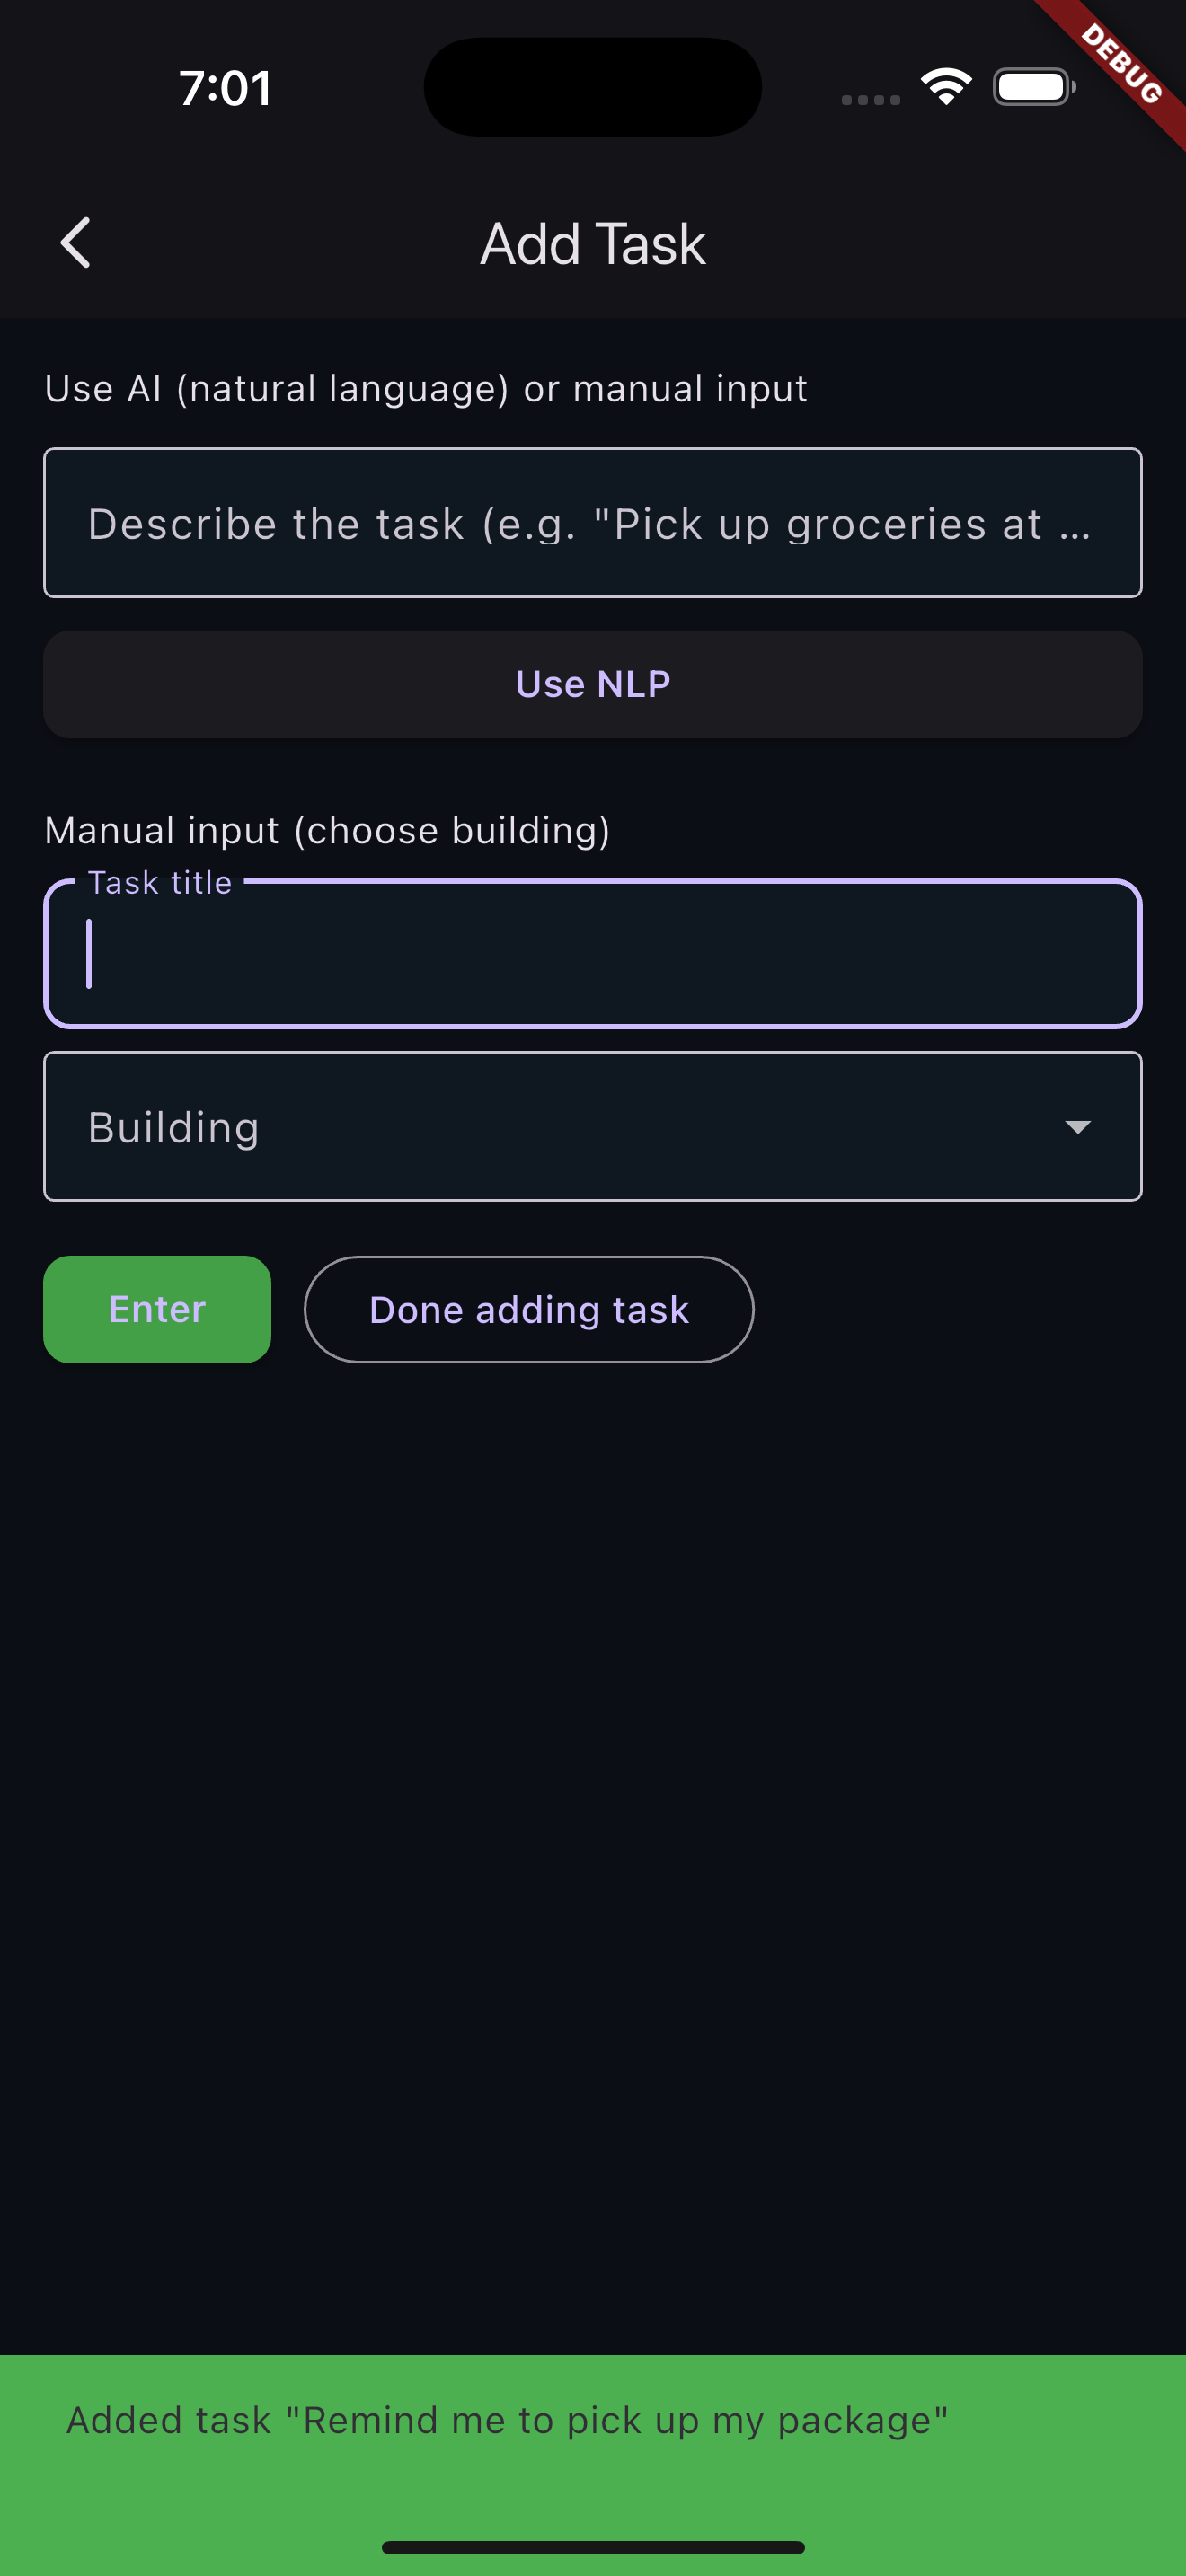 7:01
DEBUG
Add Task
Use AI (natural language) or manual input
Describe the task (e.g. "Pick up groceries at ...
Use NLP
Manual input (choose building)
Task title
Building
Enter
Done adding task
Added task "Remind me to pick up my package"